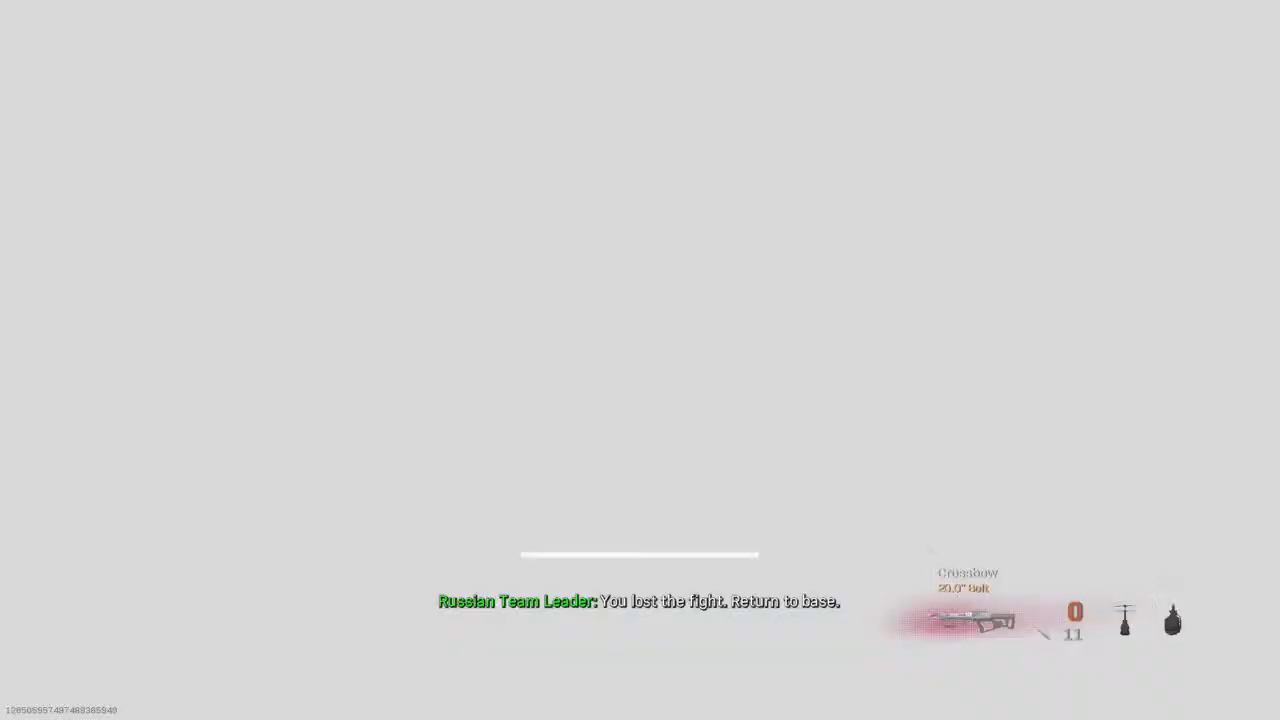 Crossbow
20.0" Bolt
Russian Team Leader: You lost the fight. Return to base.
0
11